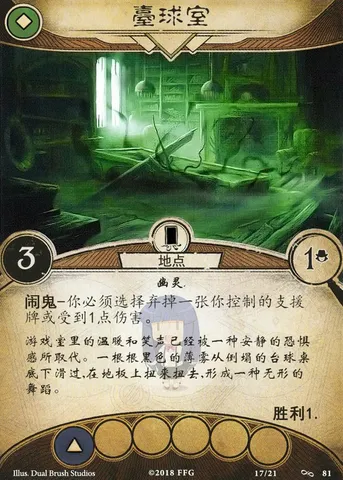 臺球室
3
地点
1
幽灵.
闹鬼-你必须选择弃掉一张你控制的支援
牌或受到1点伤害。
游戏室里的温暖和笑声已经被一种安静的恐惧
感所取代。一根根黑色的薄雾从倒塌的台球桌
底下滑过,在地板上扭来扭去,形成一种无形的
舞蹈。
胜利1.
Illus. Dual Brush Studios
©2018 FFG
17/21
81